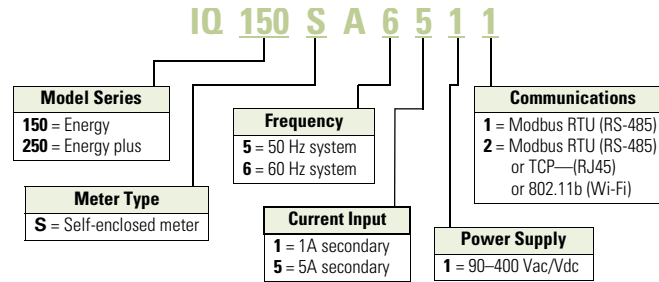 IQ 150 S A 6 5 1 1
Model Series
150 = Energy
250 = Energy plus
Meter Type
S = Self-enclosed meter
Frequency
5 = 50 Hz system
6 = 60 Hz system
Current Input
1 = 1A secondary
5 = 5A secondary
Power Supply
1 = 90–400 Vac/Vdc
Communications
1 = Modbus RTU (RS-485)
2 = Modbus RTU (RS-485)
or TCP—(RJ45)
or 802.11b (Wi-Fi)